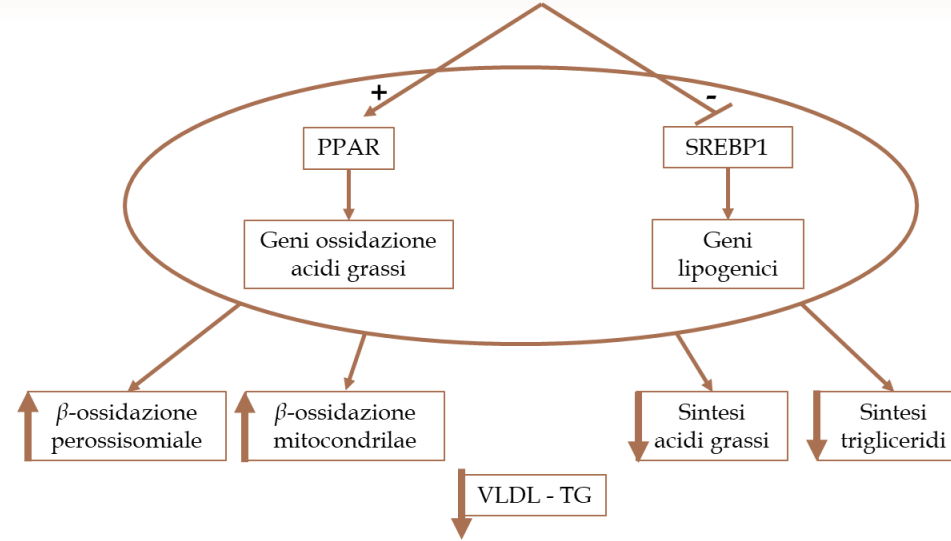 +
-
PPAR
SREBP1
Geni ossidazione
acidi grassi
Geni
lipogenici
β-ossidazione
perossisomiale
β-ossidazione
mitocondrilae
Sintesi
acidi grassi
Sintesi
trigliceridi
VLDL - TG